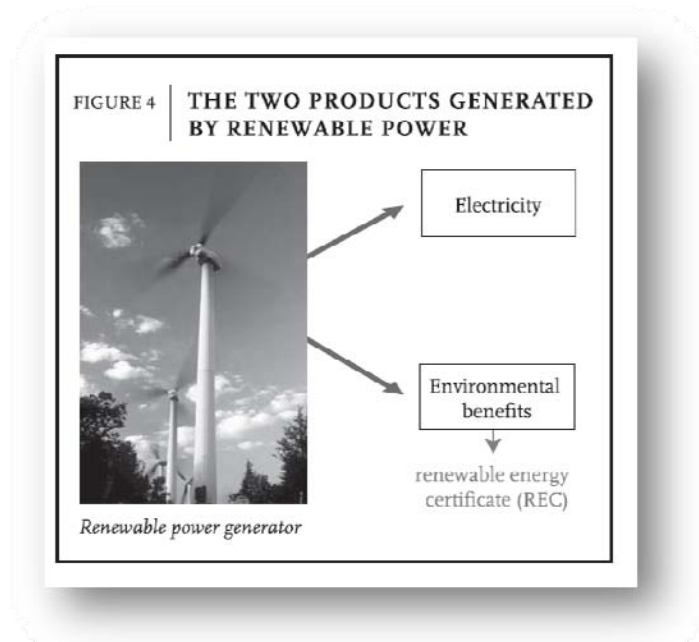 FIGURE 4
THE TWO PRODUCTS GENERATED
BY RENEWABLE POWER
Electricity
Environmental
benefits
renewable energy
certificate (REC)
Renewable power generator